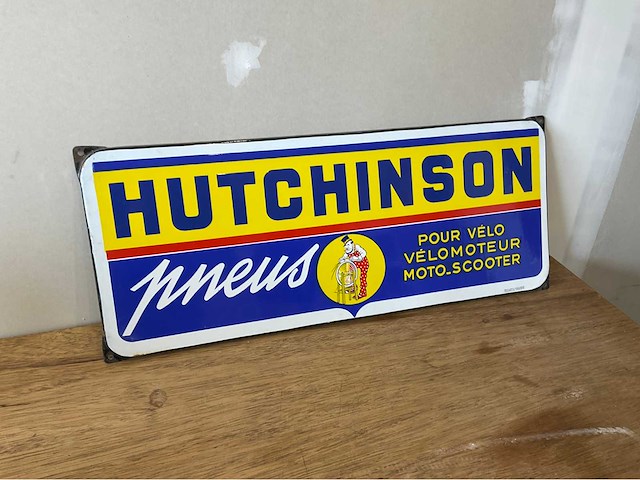 HUTCHINSON
pneus
POUR VÉLO
VÉLOMOTEUR
MOTO-SCOOTER